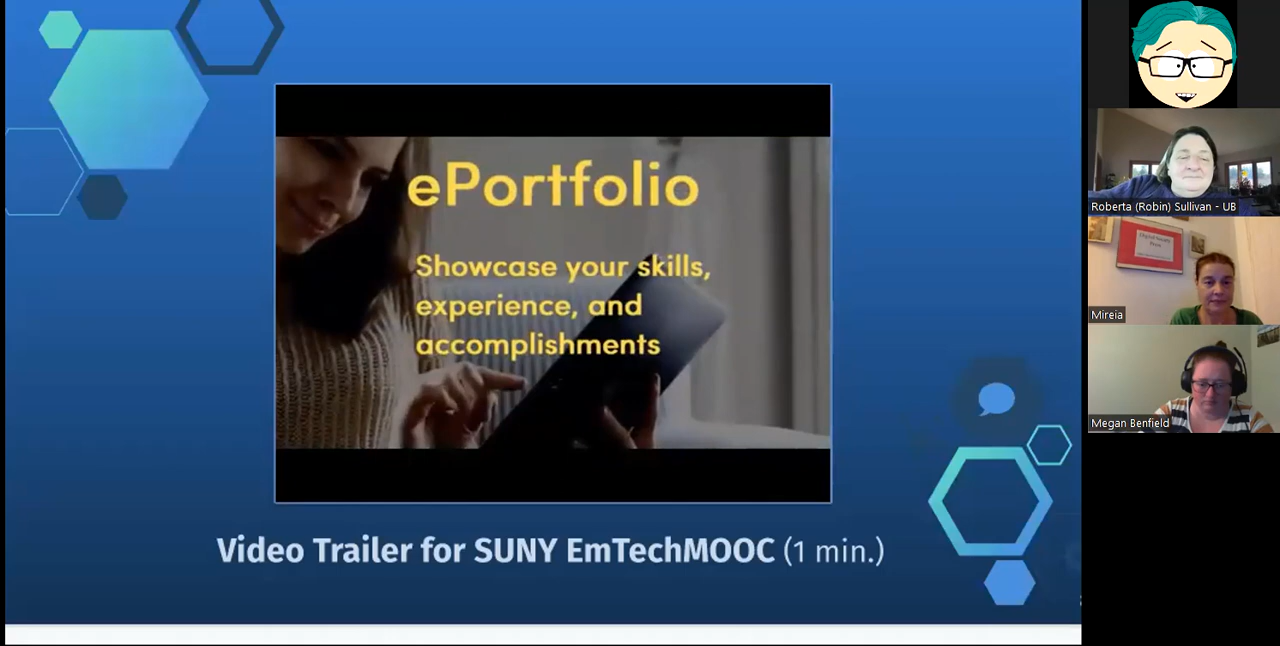 ePortfolio
Showcase your skills,
experience, and
accomplishments
Video Trailer for SUNY EmTechMOOC (1 min.)
Roberta (Robin) Sullivan - UB
Mireia
Megan Benfield